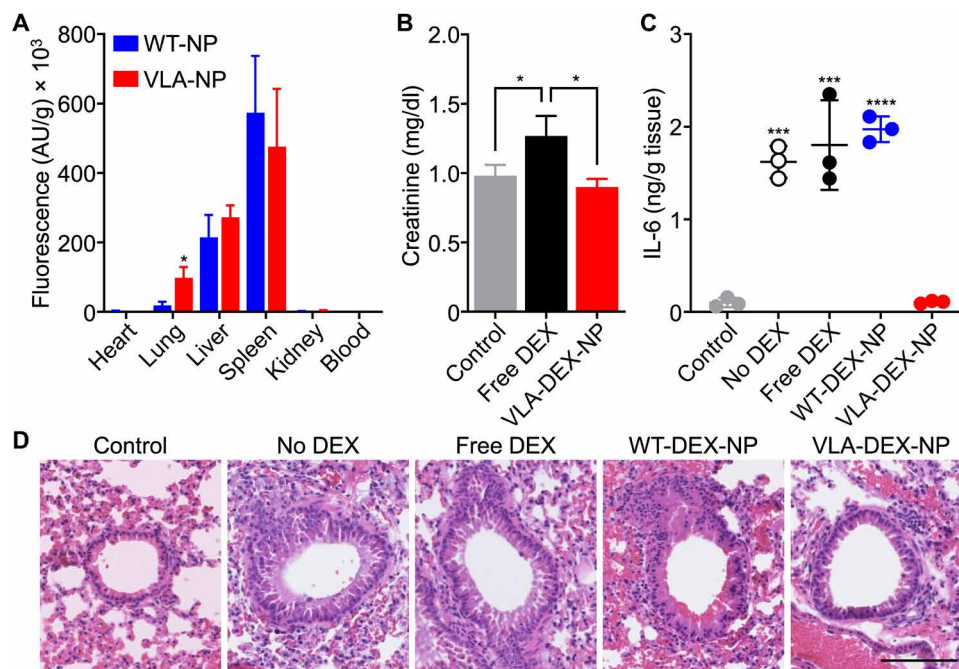 A
Fluorescence (AU/g) × 10³
800
600
400
200
0
WT-NP
VLA-NP
*
Heart
Lung
Liver
Spleen
Kidney
Blood
B
Creatinine (mg/dl)
2.0
1.5
1.0
0.5
0.0
*
*
Control
Free DEX
VLA-DEX-NP
C
IL-6 (ng/g tissue)
3
2
1
0
***
***
****
Control
No DEX
Free DEX
WT-DEX-NP
VLA-DEX-NP
D
Control
No DEX
Free DEX
WT-DEX-NP
VLA-DEX-NP